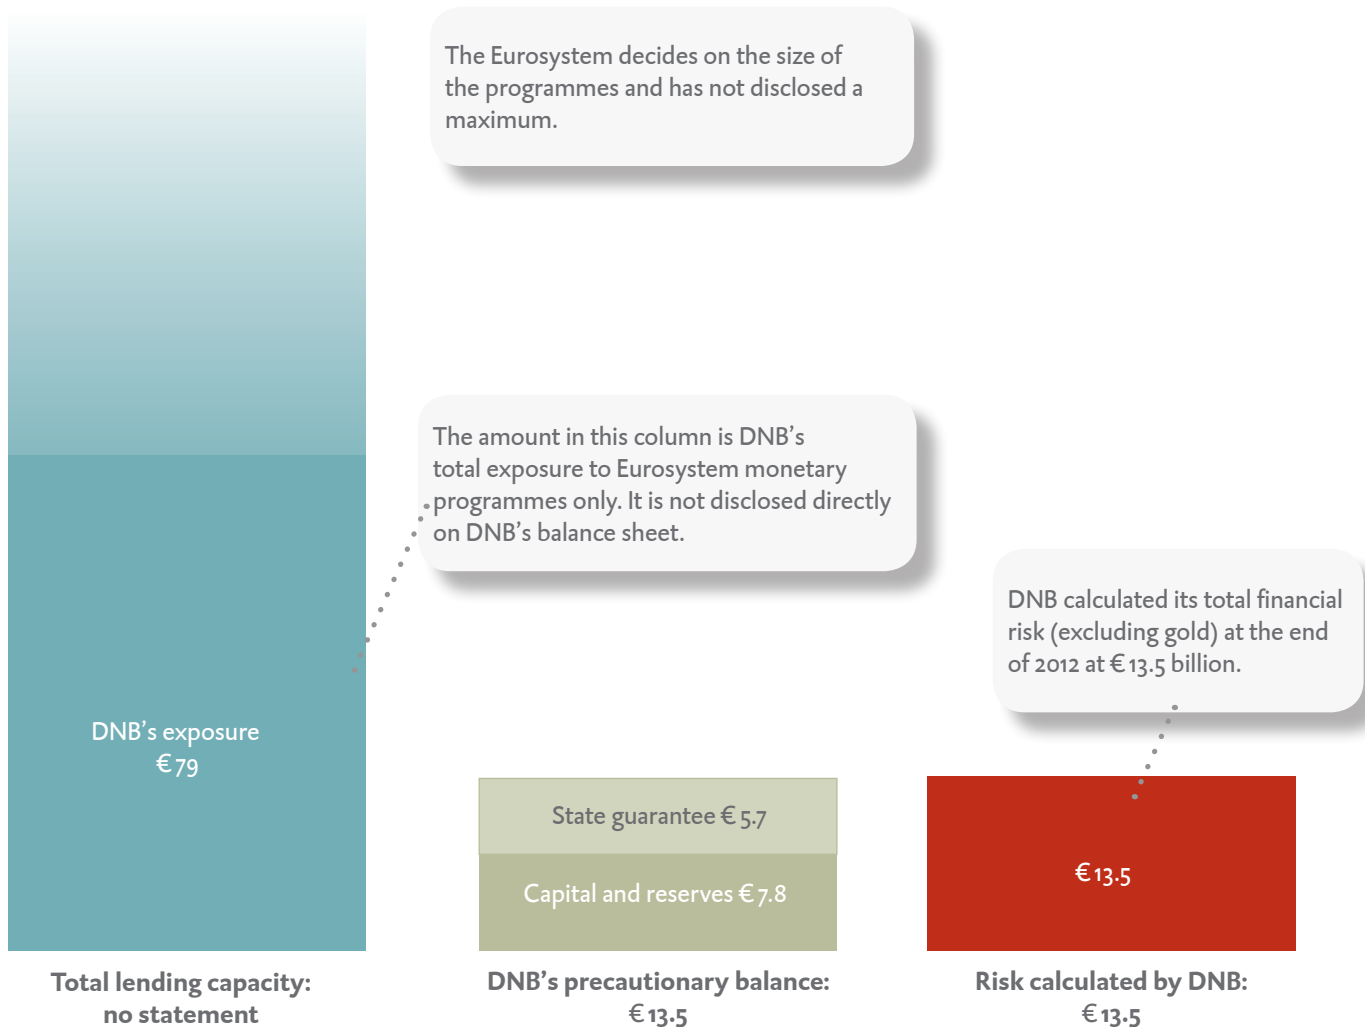 The Eurosystem decides on the size of
the programmes and has not disclosed a
maximum.
The amount in this column is DNB’s
total exposure to Eurosystem monetary
programmes only. It is not disclosed directly
on DNB’s balance sheet.
DNB calculated its total financial
risk (excluding gold) at the end
of 2012 at € 13.5 billion.
DNB’s exposure
€ 79
State guarantee € 5.7
Capital and reserves € 7.8
€ 13.5
Total lending capacity:
no statement
DNB’s precautionary balance:
€ 13.5
Risk calculated by DNB:
€ 13.5